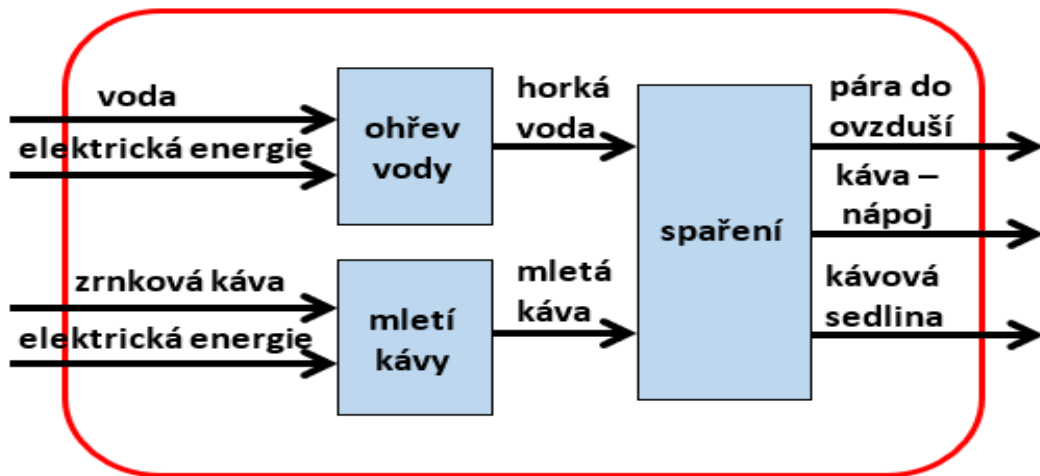 voda
elektrická energie
ohřev
vody
horká
voda
zrnková káva
elektrická energie
mletí
kávy
mletá
káva
spaření
pára do
ovzduší
káva –
nápoj
kávová
sedlina